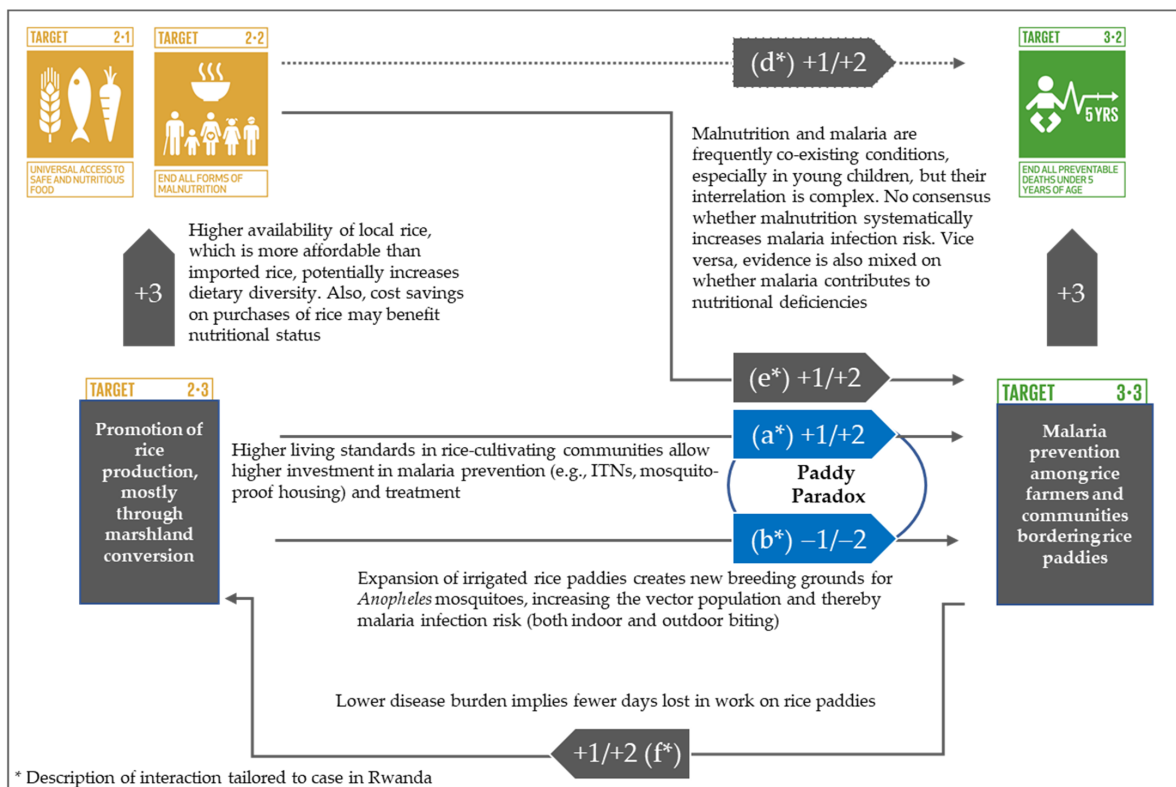 TARGET 2·1
UNIVERSAL ACCESS TO
SAFE AND NUTRITIOUS
FOOD
TARGET 2·2
END ALL FORMS OF
MALNUTRITION
(d*) +1/+2
TARGET 3·2
5 YRS
END ALL PREVENTABLE
DEATHS UNDER 5
YEARS OF AGE
Malnutrition and malaria are
frequently co-existing conditions,
especially in young children, but their
interrelation is complex. No consensus
whether malnutrition systematically
increases malaria infection risk. Vice
versa, evidence is also mixed on
whether malaria contributes to
nutritional deficiencies
+3
Higher availability of local rice,
which is more affordable than
imported rice, potentially increases
dietary diversity. Also, cost savings
on purchases of rice may benefit
nutritional status
+3
(e*) +1/+2
TARGET 2·3
Promotion of
rice
production,
mostly
through
marshland
conversion
(a*) +1/+2
Higher living standards in rice-cultivating communities allow
higher investment in malaria prevention (e.g., ITNs, mosquito-
proof housing) and treatment
Paddy
Paradox
(b*) –1/–2
Expansion of irrigated rice paddies creates new breeding grounds for
Anopheles mosquitoes, increasing the vector population and thereby
malaria infection risk (both indoor and outdoor biting)
TARGET 3·3
Malaria
prevention
among rice
farmers and
communities
bordering rice
paddies
Lower disease burden implies fewer days lost in work on rice paddies
+1/+2 (f*)
* Description of interaction tailored to case in Rwanda